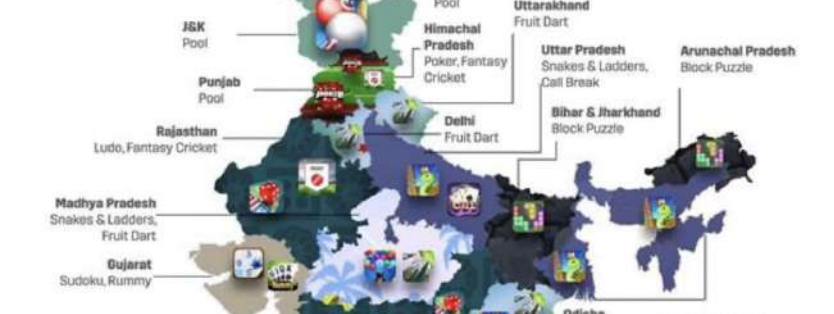 Pool
Uttarakhand
Fruit Dart
J&K
Pool
Himachal
Pradesh
Poker, Fantasy
Cricket
Uttar Pradesh
Snakes & Ladders,
Call Break
Arunachal Pradesh
Block Puzzle
Punjab
Pool
Delhi
Fruit Dart
Bihar & Jharkhand
Block Puzzle
Rajasthan
Ludo, Fantasy Cricket
Madhya Pradesh
Snakes & Ladders,
Fruit Dart
Gujarat
Sudoku, Rummy